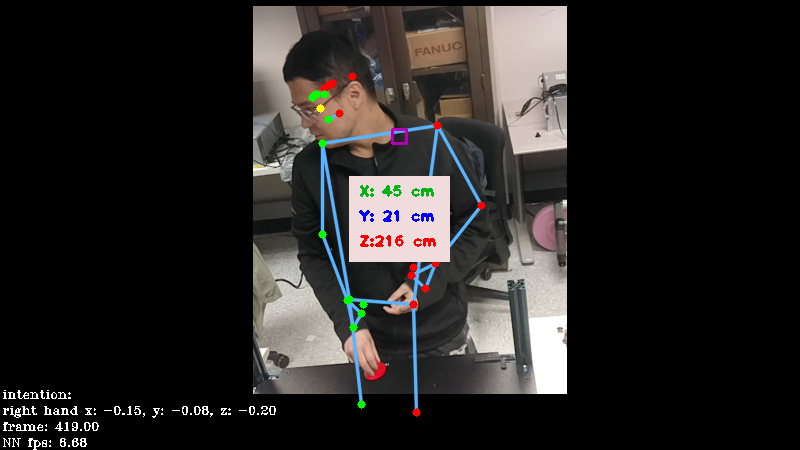 FANUC
X: 45 cm
Y: 21 cm
Z:216 cm
intention:
right hand x: -0.15, y: -0.08, z: -0.20
frame: 419.00
NN fps: 6.68